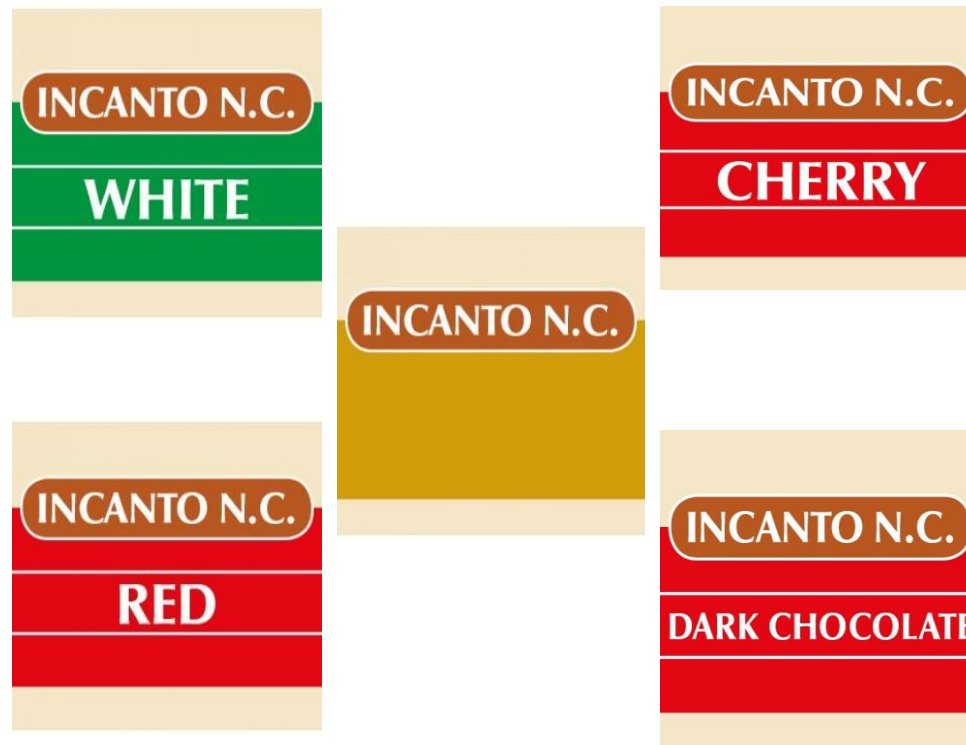 INCANTO N.C.
WHITE
INCANTO N.C.
CHERRY
INCANTO N.C.
INCANTO N.C.
RED
INCANTO N.C.
DARK CHOCOLATE